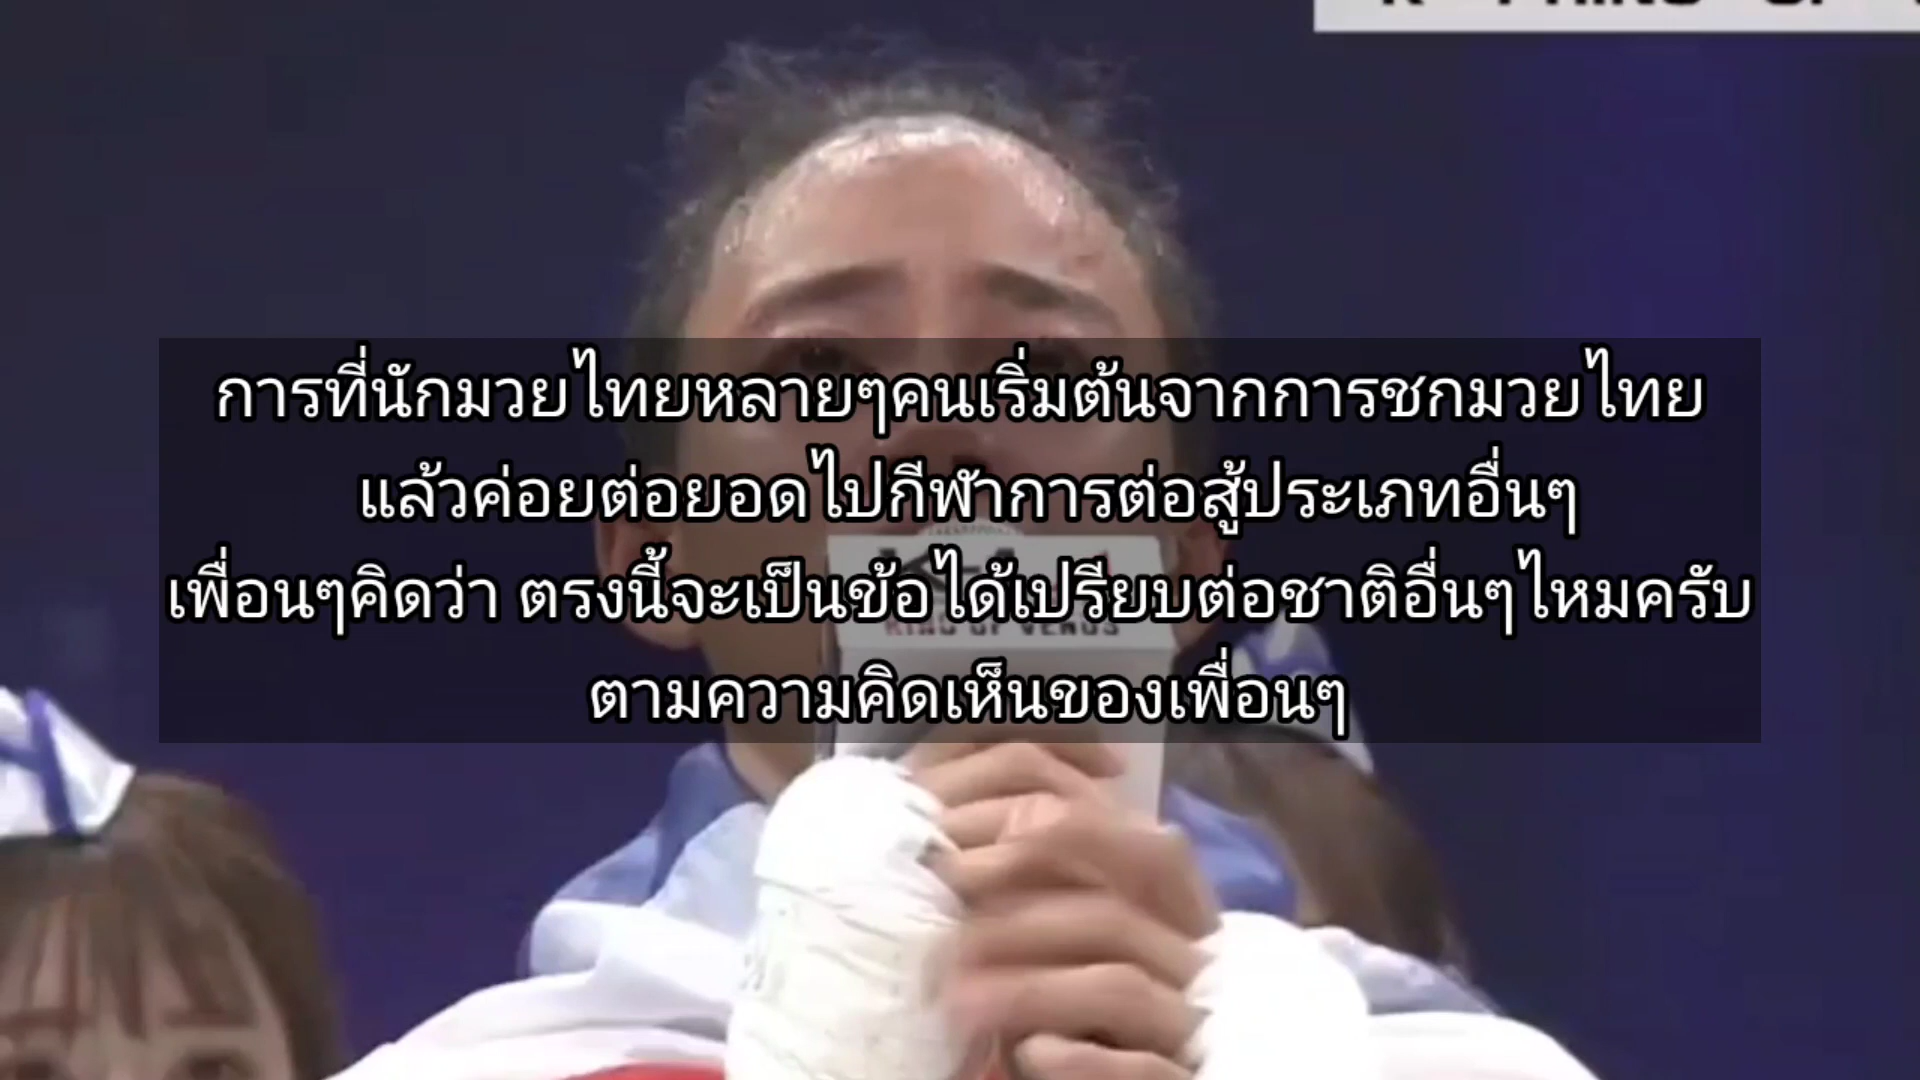 การที่นักมวยไทยหลายๆคนเริ่มต้นจากการชกมวยไทย
แล้วค่อยต่อยอดไปกีฬาการต่อสู้ประเภทอื่นๆ
เพื่อนๆคิดว่า ตรงนี้จะเป็นข้อได้เปรียบต่อชาติอื่นๆไหมครับ
ตามความคิดเห็นของเพื่อนๆ